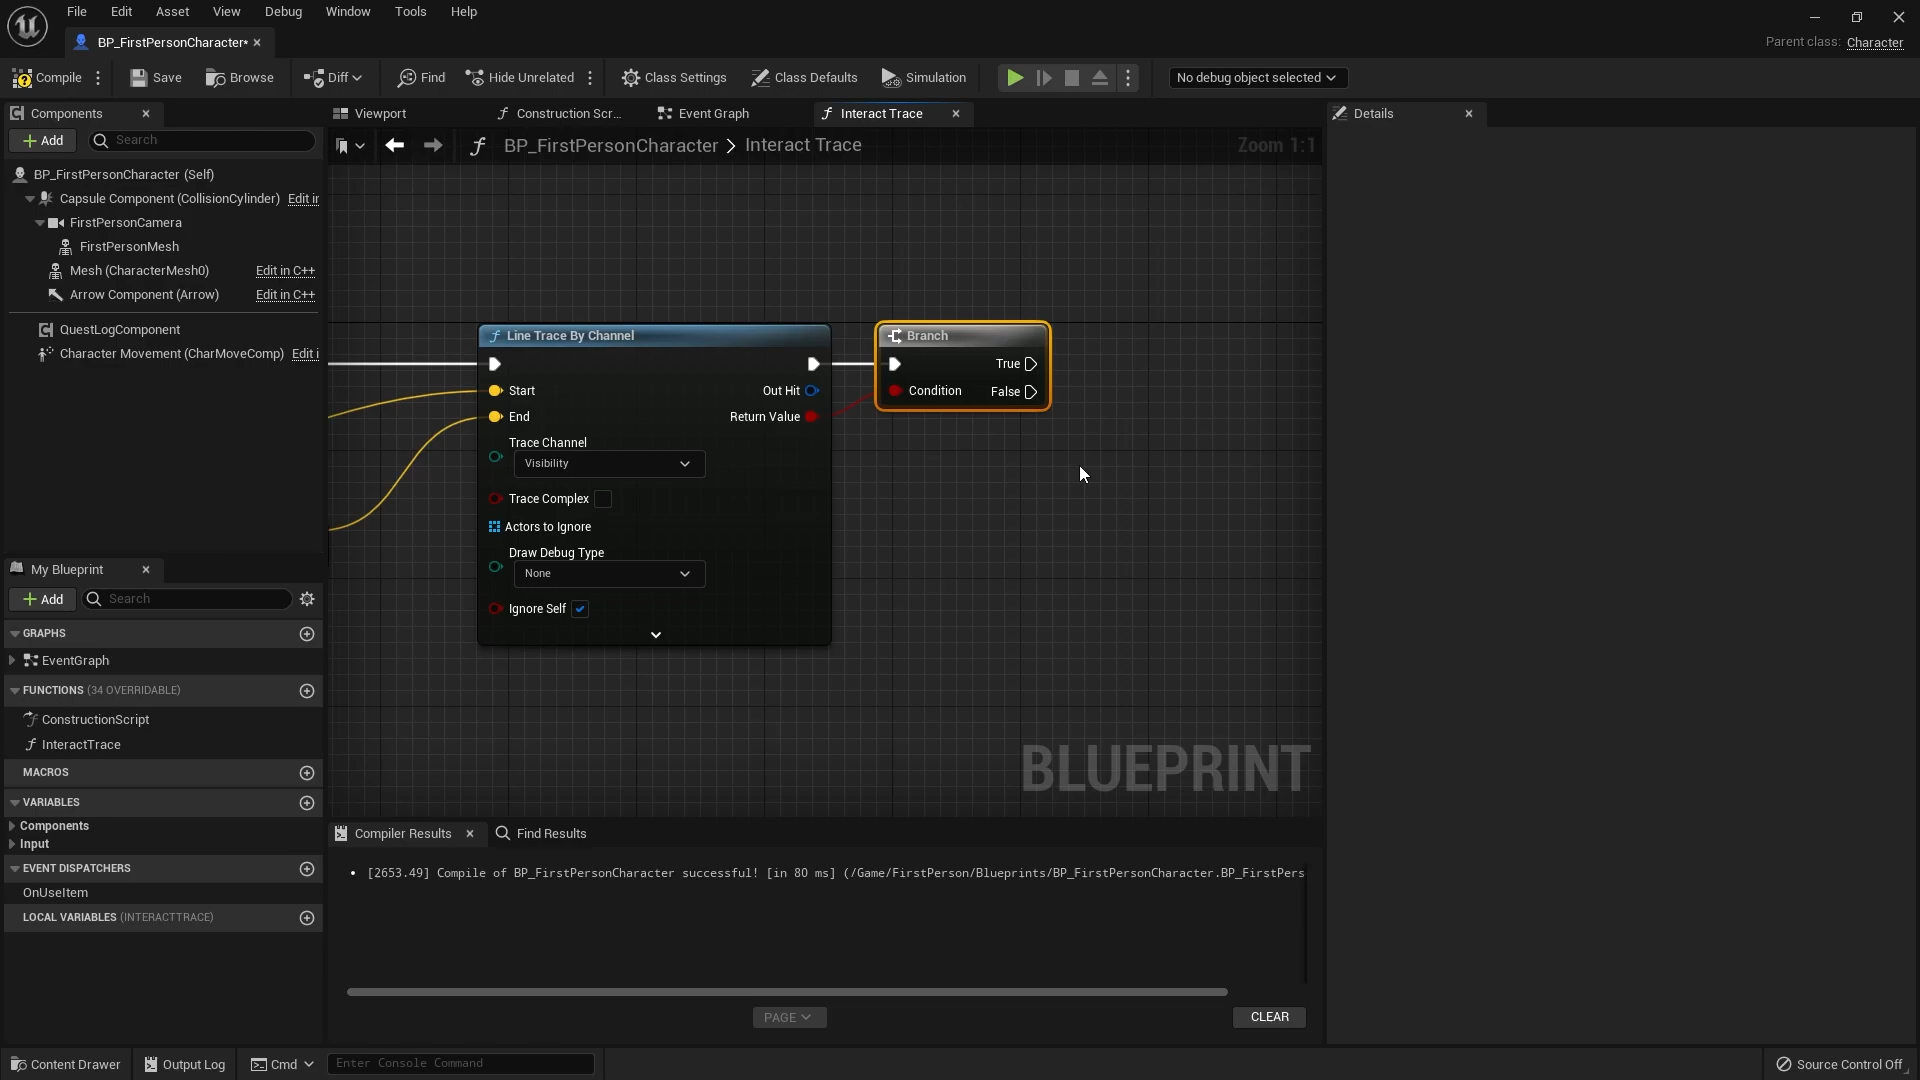 File Edit Asset View Debug Window Tools Help
BP_FirstPersonCharacter*
Parent class: Character
Compile Save Browse Diff Find Hide Unrelated Class Settings Class Defaults Simulation No debug object selected
Components
Add Search
BP_FirstPersonCharacter (Self)
Capsule Component (CollisionCylinder) Edit ir
FirstPersonCamera
FirstPersonMesh
Mesh (CharacterMesh0) Edit in C++
Arrow Component (Arrow) Edit in C++
QuestLogComponent
Character Movement (CharMoveComp) Edit i
My Blueprint
Add Search
GRAPHS
EventGraph
FUNCTIONS (34 OVERRIDABLE)
ConstructionScript
InteractTrace
MACROS
VARIABLES
Components
Input
EVENT DISPATCHERS
OnUseItem
LOCAL VARIABLES (INTERACTTRACE)
Viewport Construction Scr... Event Graph Interact Trace
BP_FirstPersonCharacter > Interact Trace Zoom 1:1
Line Trace By Channel
Start Out Hit
End Return Value
Trace Channel
Visibility
Trace Complex
Actors to Ignore
Draw Debug Type
None
Ignore Self
Branch
True
Condition False
BLUEPRINT
Compiler Results Find Results
[2653.49] Compile of BP_FirstPersonCharacter successful! [in 80 ms] (/Game/FirstPerson/Blueprints/BP_FirstPersonCharacter.BP_FirstPers
PAGE CLEAR
Details
Content Drawer Output Log Cmd Enter Console Command Source Control Off